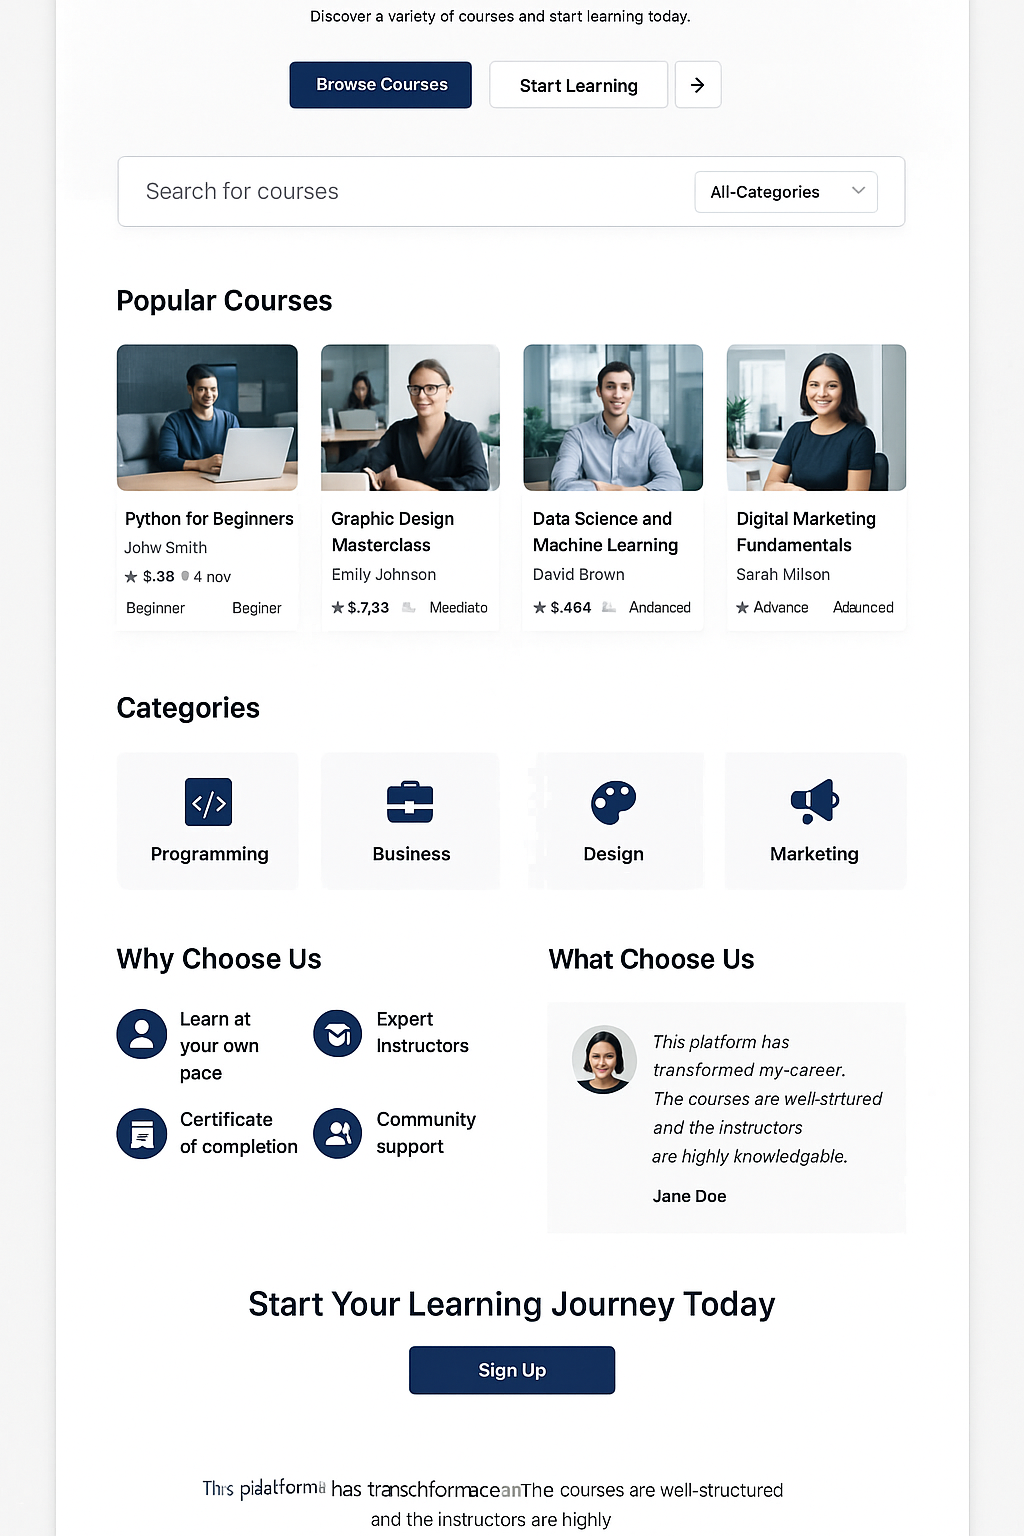 Discover a variety of courses and start learning today.
Browse Courses
Start Learning
Search for courses
All-Categories
Popular Courses
Python for Beginners
Johw Smith
$.38 4 nov
Beginner Beginer
Graphic Design
Masterclass
Emily Johnson
$.7,33 Meediato
Data Science and
Machine Learning
David Brown
$.464 Andanced
Digital Marketing
Fundamentals
Sarah Milson
Advance Adaunced
Categories
Programming
Business
Design
Marketing
Why Choose Us
Learn at
your own
pace
Expert
Instructors
Certificate
of completion
Community
support
What Choose Us
This platform has
transformed my-career.
The courses are well-strtured
and the instructors
are highly knowledgable.
Jane Doe
Start Your Learning Journey Today
Sign Up
has The courses are well-structured
and the instructors are highly